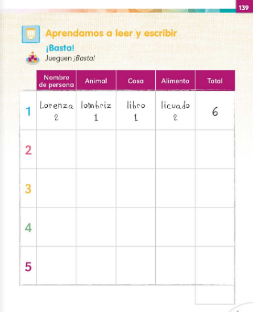 139
Aprendamos a leer y escribir
¡Basta!
Jueguen ¡Basta!
Nombre de persona Animal Cosa Alimento Total
1 Lorenza lombriz libro licuado 6
2 1 1 2
2
3
4
5